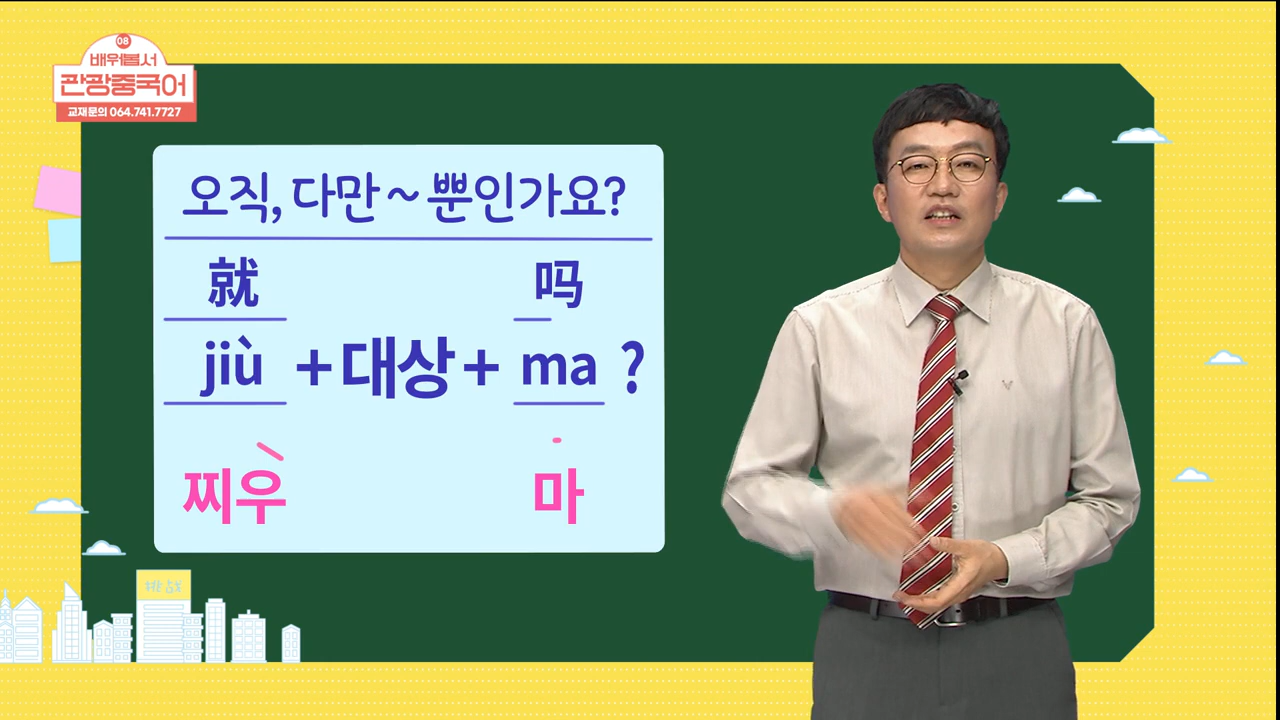 08
배워봅서
관광중국어
교재문의 064.741.7727
오직, 다만 ~ 뿐인가요?
就 吗
jiù + 대상 + ma ?
찌우 마